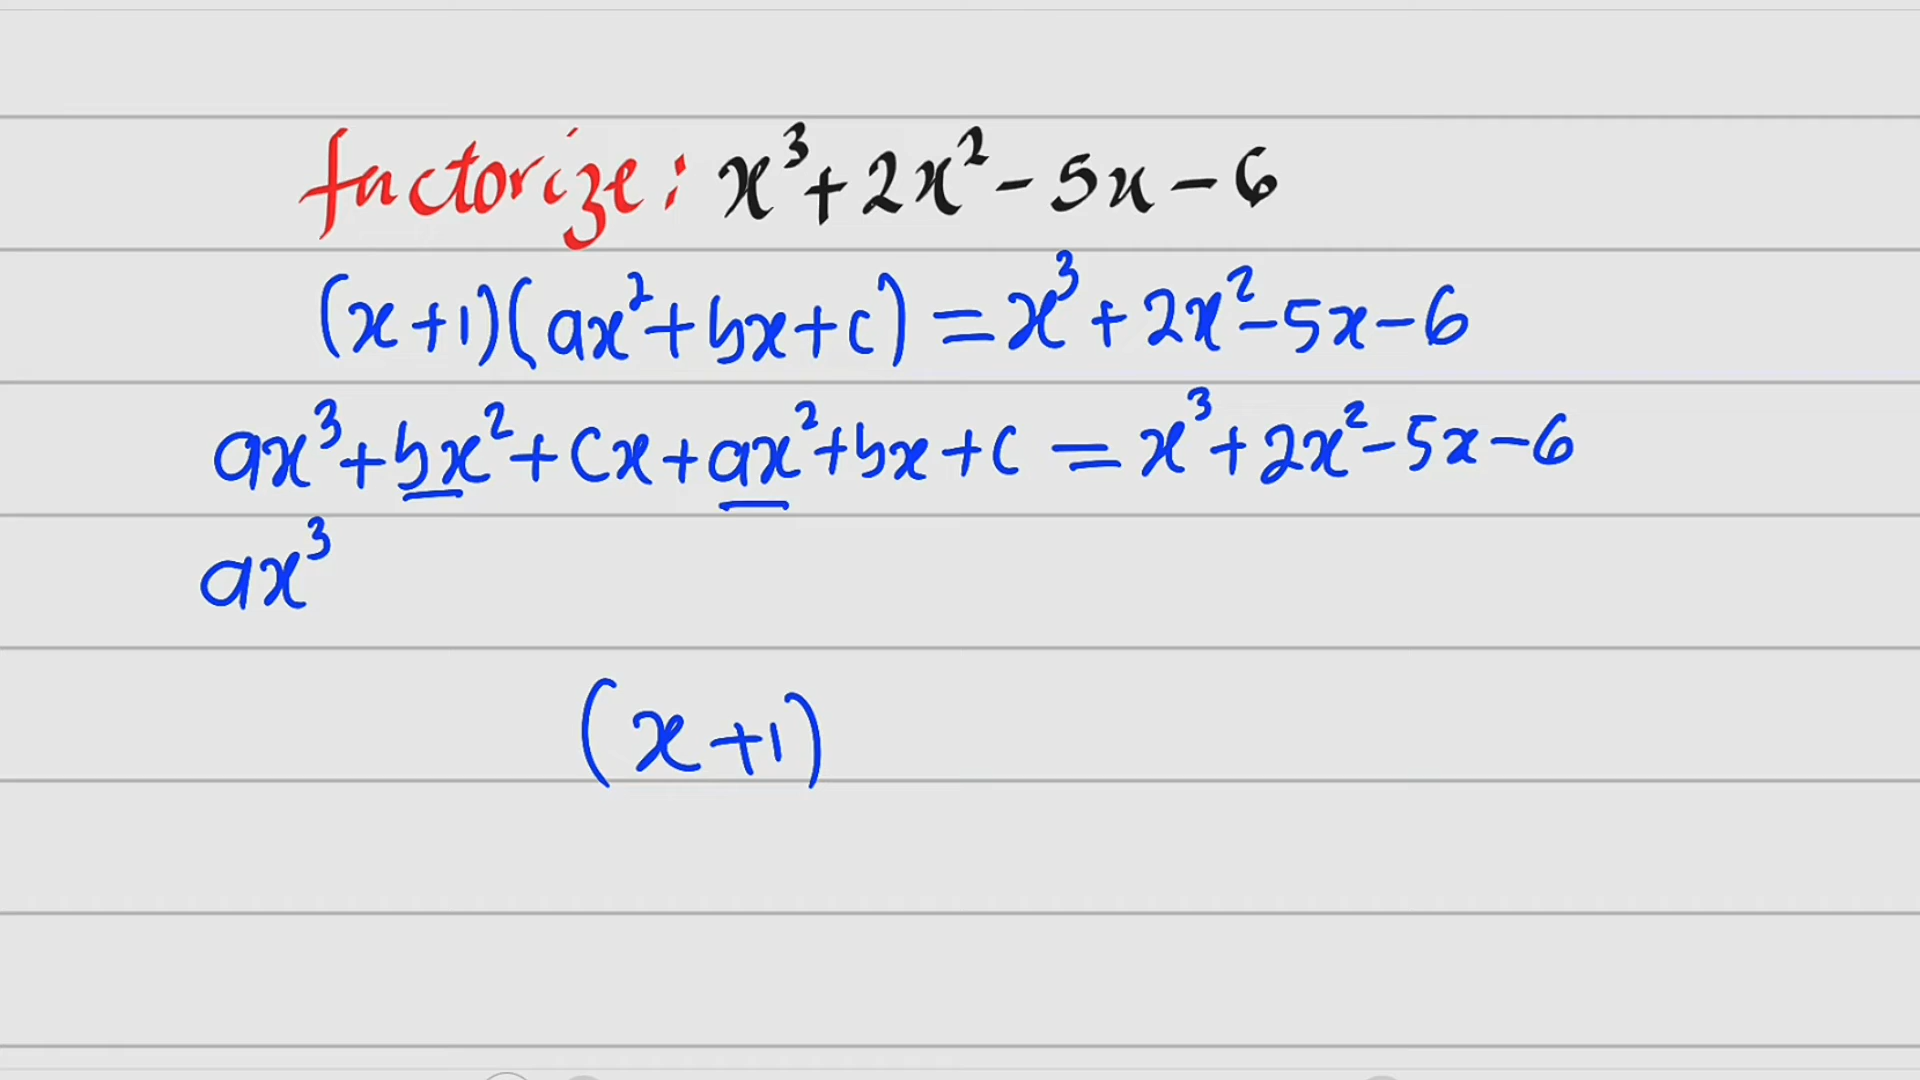 factorize: x³+2x²-5x-6
(x+1)(ax²+bx+c)=x³+2x²-5x-6
ax³+bx²+cx+ax²+bx+c=x³+2x²-5x-6
ax³
(x+1)